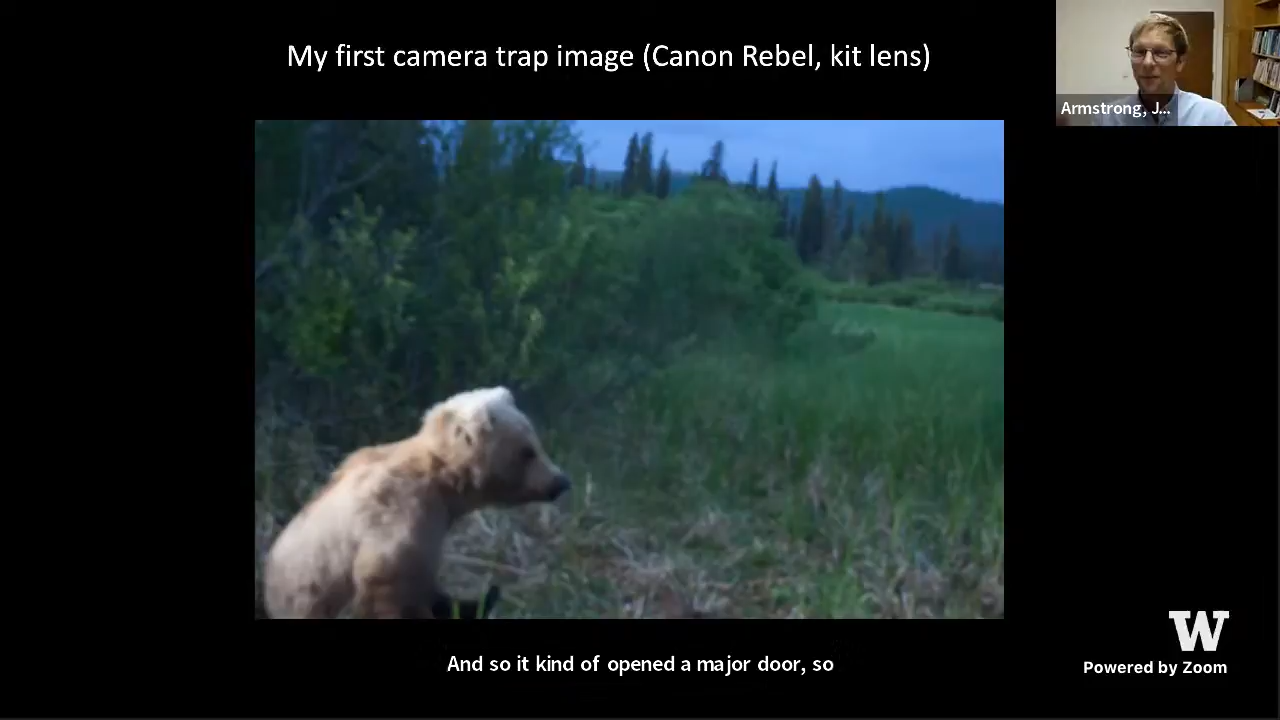 My first camera trap image (Canon Rebel, kit lens)
Armstrong, J...
W
And so it kind of opened a major door, so
Powered by Zoom